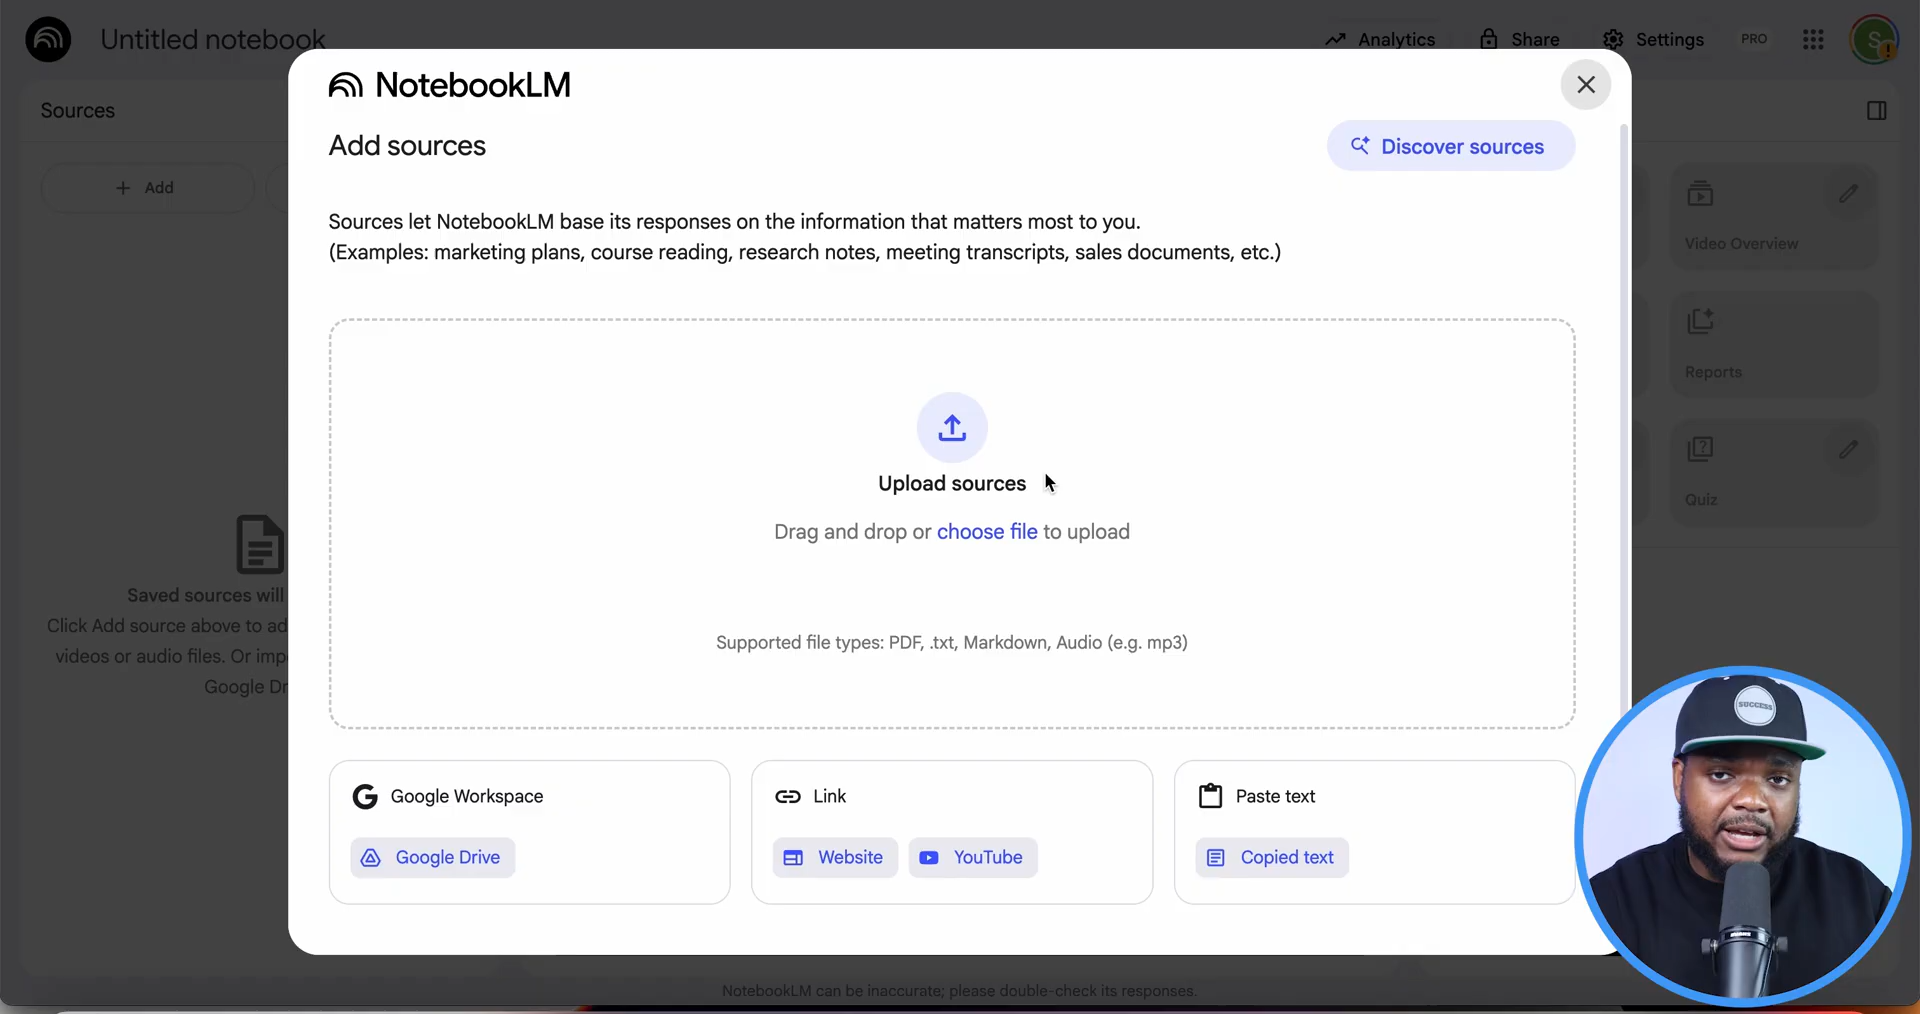 Untitled notebook
Analytics
Share
Settings
PRO
S
NotebookLM
Sources
Add sources
Discover sources
+ Add
Sources let NotebookLM base its responses on the information that matters most to you.
(Examples: marketing plans, course reading, research notes, meeting transcripts, sales documents, etc.)
Video Overview
Reports
Quiz
Upload sources
Drag and drop or choose file to upload
Supported file types: PDF, .txt, Markdown, Audio (e.g. mp3)
Saved sources will
Click Add source above to ad
videos or audio files. Or imp
Google Dr
SUCCESS
Google Workspace
Google Drive
Link
Website
YouTube
Paste text
Copied text
NotebookLM can be inaccurate; please double-check its responses.